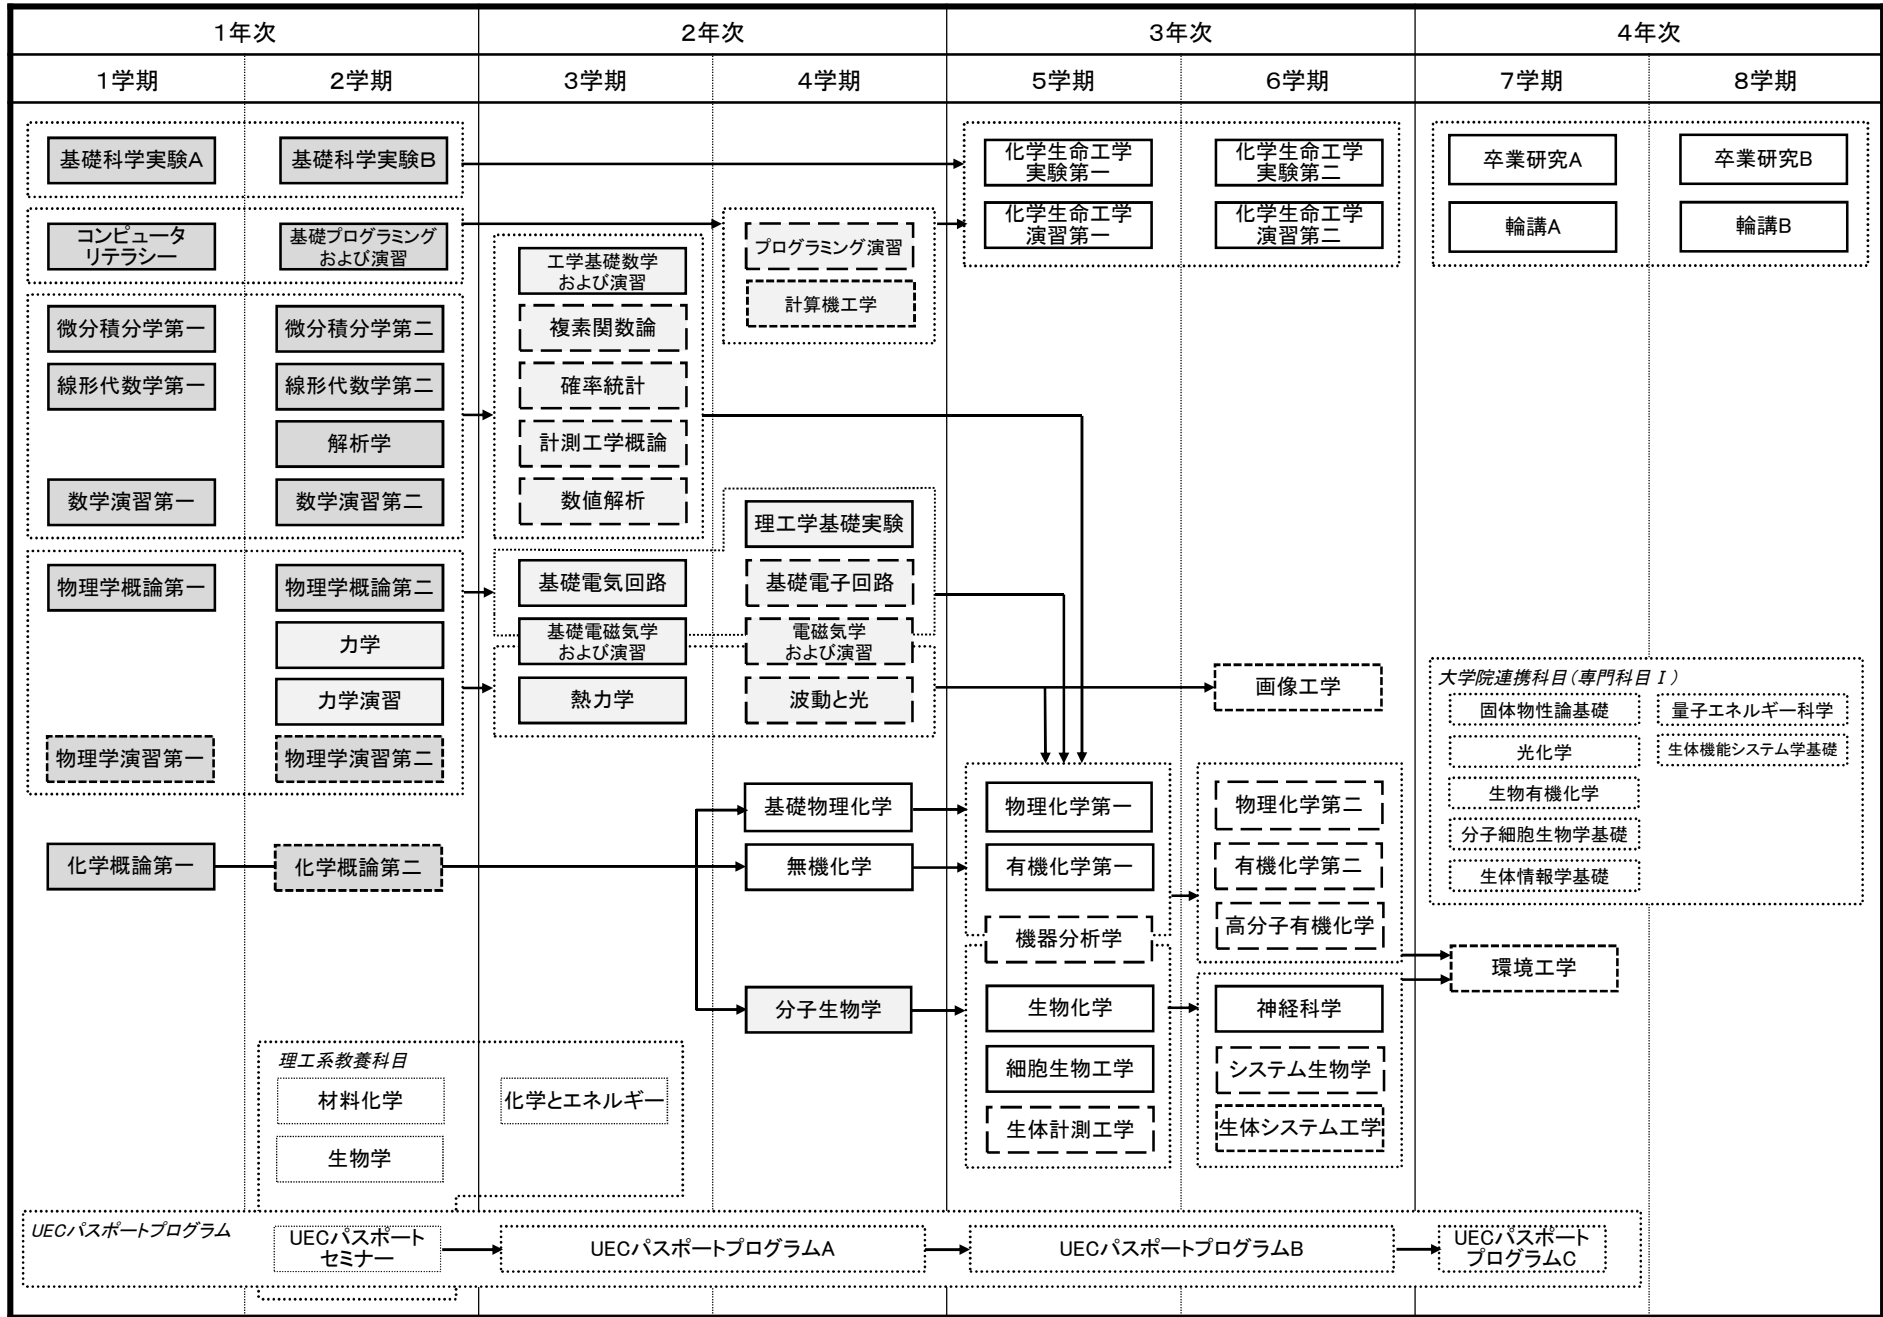 1年次
2年次
3年次
4年次
1学期
2学期
3学期
4学期
5学期
6学期
7学期
8学期
基礎科学実験A
基礎科学実験B
化学生命工学
実験第一
化学生命工学
実験第二
卒業研究A
卒業研究B
コンピュータ
リテラシー
基礎プログラミング
および演習
プログラミング演習
計算機工学
化学生命工学
演習第一
化学生命工学
演習第二
輪講A
輪講B
微分積分学第一
微分積分学第二
線形代数学第一
線形代数学第二
解析学
数学演習第一
数学演習第二
工学基礎数学
および演習
複素関数論
確率統計
計測工学概論
数値解析
理工学基礎実験
物理学概論第一
物理学概論第二
力学
力学演習
物理学演習第一
物理学演習第二
基礎電気回路
基礎電子回路
基礎電磁気学
および演習
電磁気学
および演習
熱力学
波動と光
画像工学
大学院連携科目(専門科目Ⅰ)
固体物性論基礎
量子エネルギー科学
光化学
生体機能システム学基礎
生物有機化学
分子細胞生物学基礎
生体情報学基礎
化学概論第一
化学概論第二
基礎物理化学
無機化学
分子生物学
物理化学第一
有機化学第一
機器分析学
生物化学
細胞生物工学
生体計測工学
物理化学第二
有機化学第二
高分子有機化学
神経科学
システム生物学
生体システム工学
環境工学
理工系教養科目
材料化学
化学とエネルギー
生物学
UECパスポートプログラム
UECパスポート
セミナー
UECパスポートプログラムA
UECパスポートプログラムB
UECパスポート
プログラムC